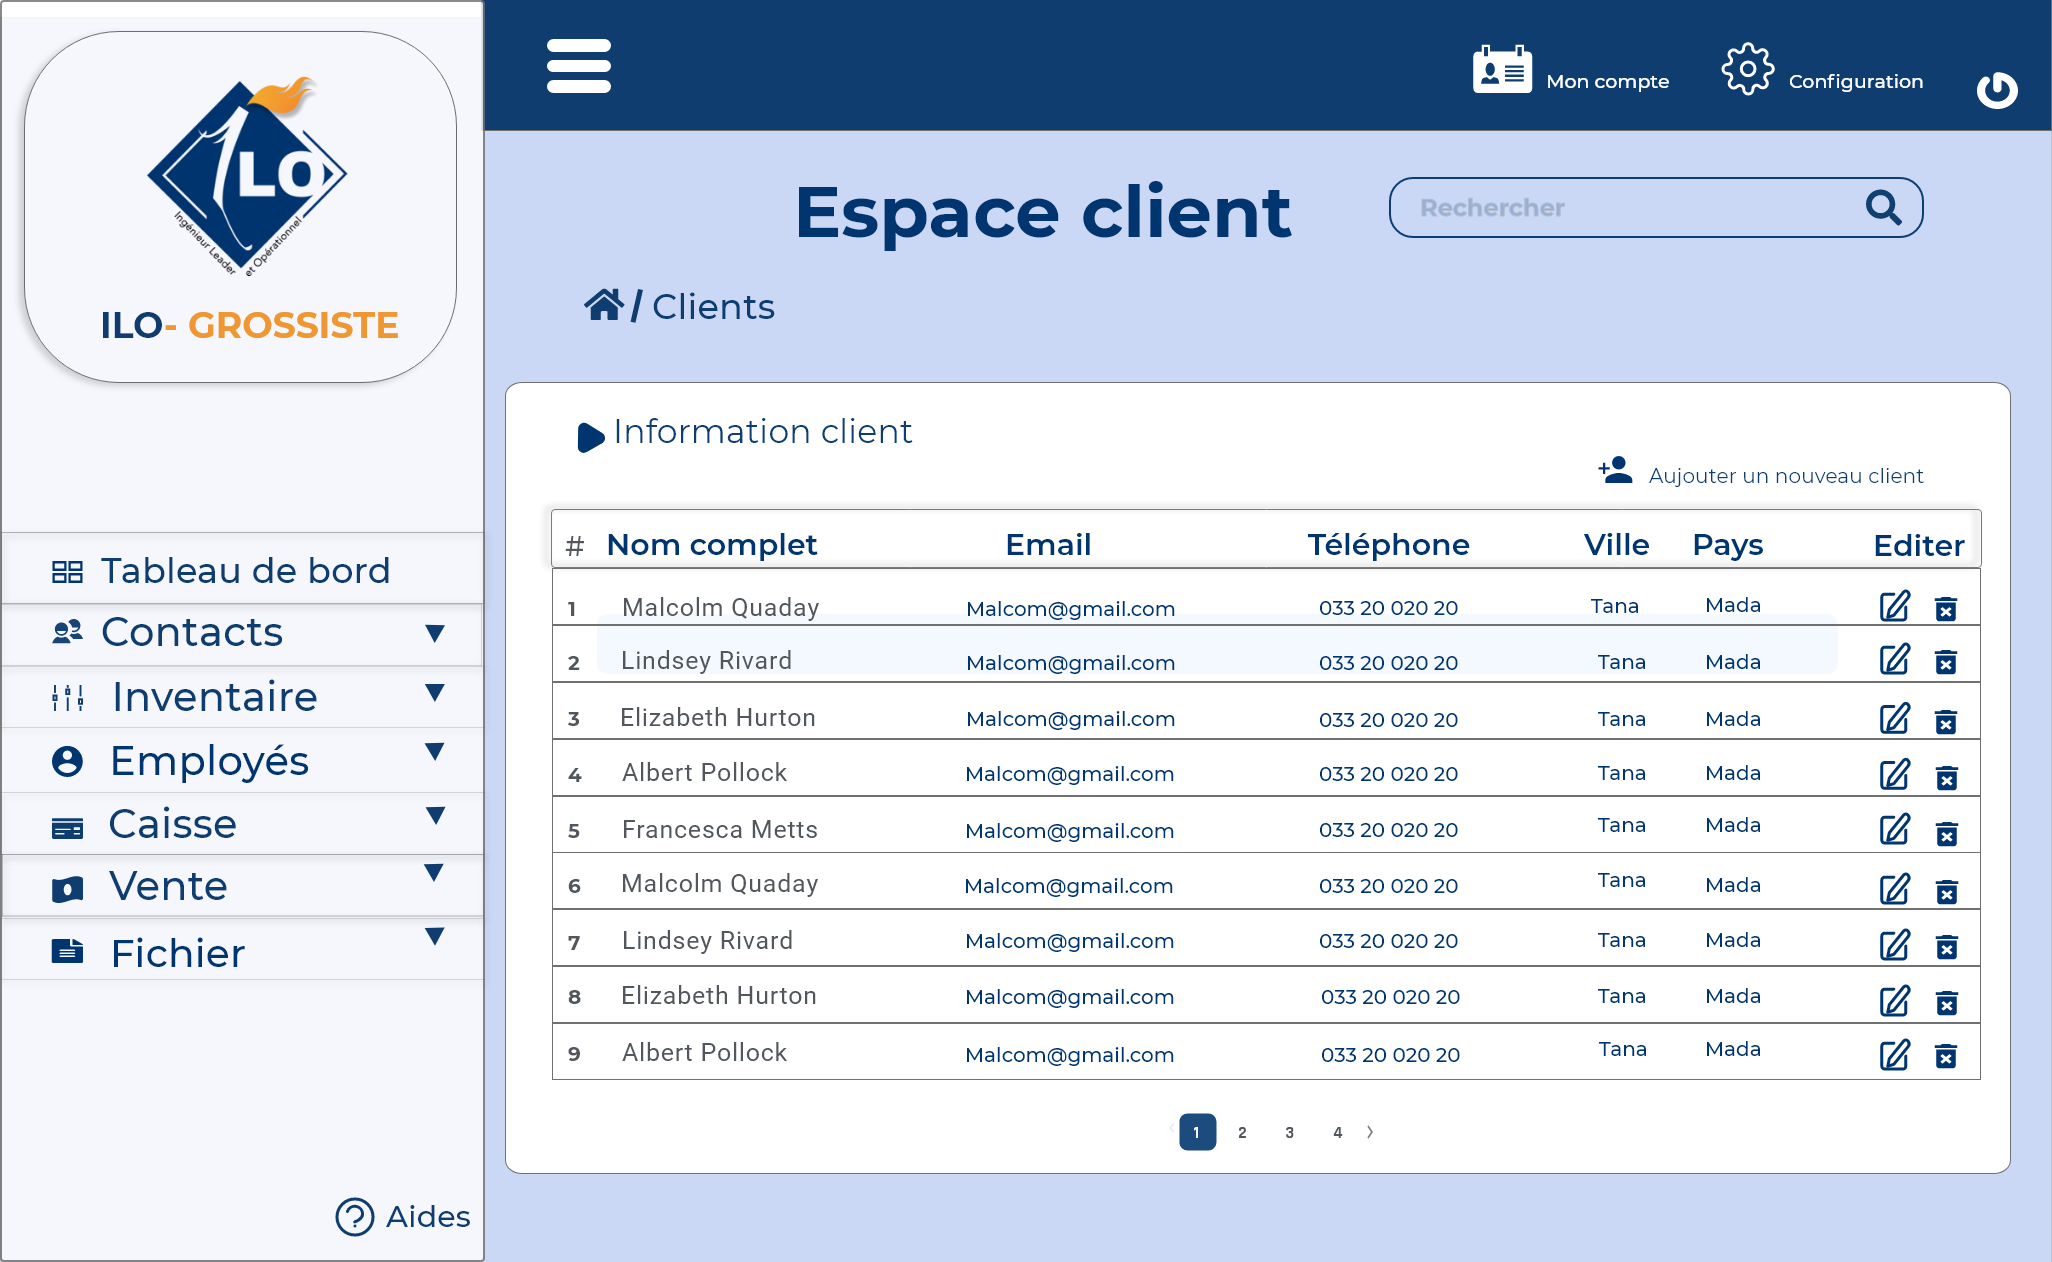 LO
Ingénieur Leader
et Opérationnel
ILO- GROSSISTE
Tableau de bord
Contacts
Inventaire
Employés
Caisse
Vente
Fichier
Aides
Mon compte
Configuration
Espace client
Rechercher
/ Clients
Information client
Aujouter un nouveau client
# Nom complet Email Téléphone Ville Pays Editer
1 Malcolm Quaday Malcom@gmail.com 033 20 020 20 Tana Mada
2 Lindsey Rivard Malcom@gmail.com 033 20 020 20 Tana Mada
3 Elizabeth Hurton Malcom@gmail.com 033 20 020 20 Tana Mada
4 Albert Pollock Malcom@gmail.com 033 20 020 20 Tana Mada
5 Francesca Metts Malcom@gmail.com 033 20 020 20 Tana Mada
6 Malcolm Quaday Malcom@gmail.com 033 20 020 20 Tana Mada
7 Lindsey Rivard Malcom@gmail.com 033 20 020 20 Tana Mada
8 Elizabeth Hurton Malcom@gmail.com 033 20 020 20 Tana Mada
9 Albert Pollock Malcom@gmail.com 033 20 020 20 Tana Mada
‹ 1 2 3 4 ›